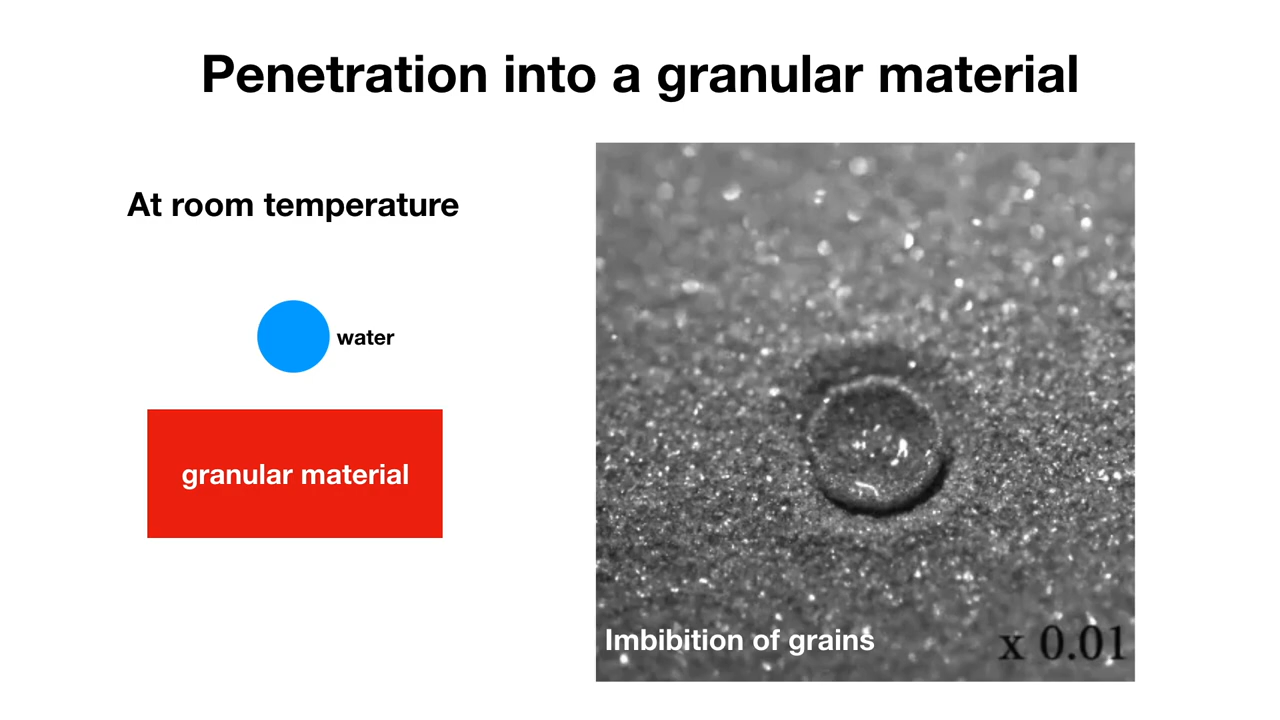 Penetration into a granular material
At room temperature
water
granular material
Imbibition of grains
x 0.01